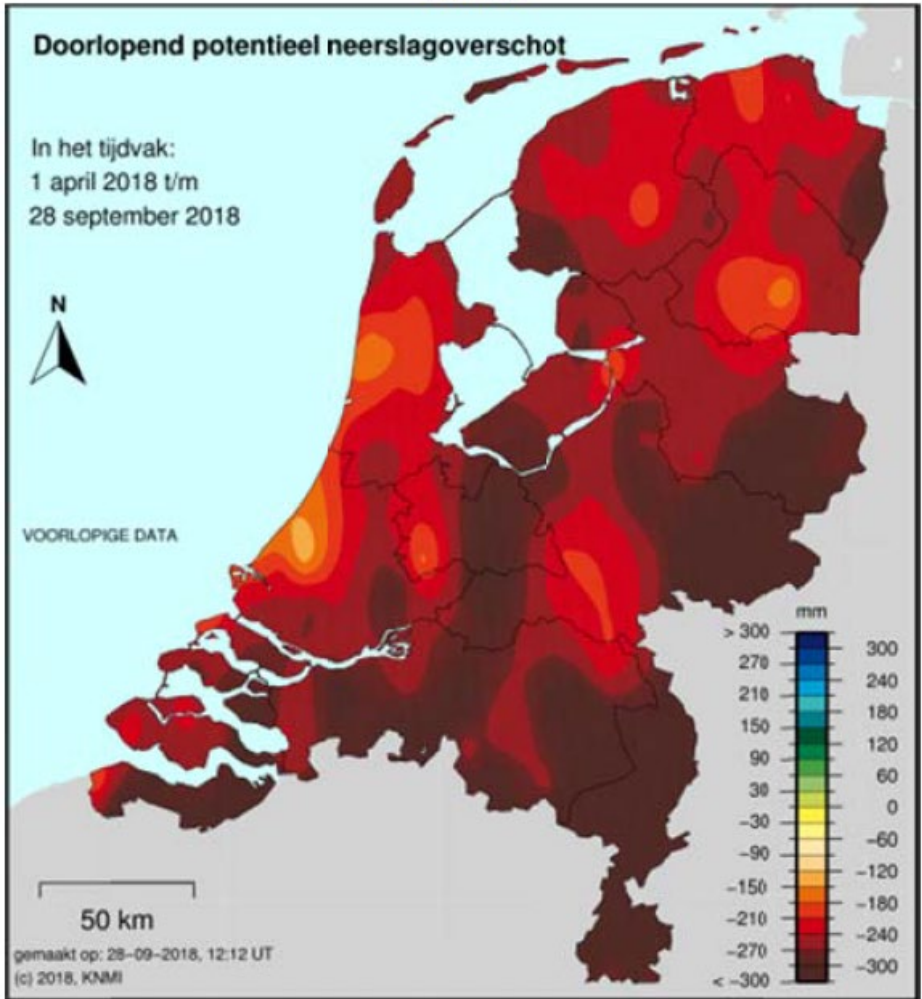 Doorlopend potentieel neerslagoverschot
In het tijdvak:
1 april 2018 t/m
28 september 2018
N
VOORLOPIGE DATA
mm
> 300
300
270
240
210
180
150
120
90
60
30
0
−30
−60
−90
−120
−150
−180
−210
−240
−270
−300
< −300
50 km
gemaakt op: 28−09−2018, 12:12 UT
(c) 2018, KNMI